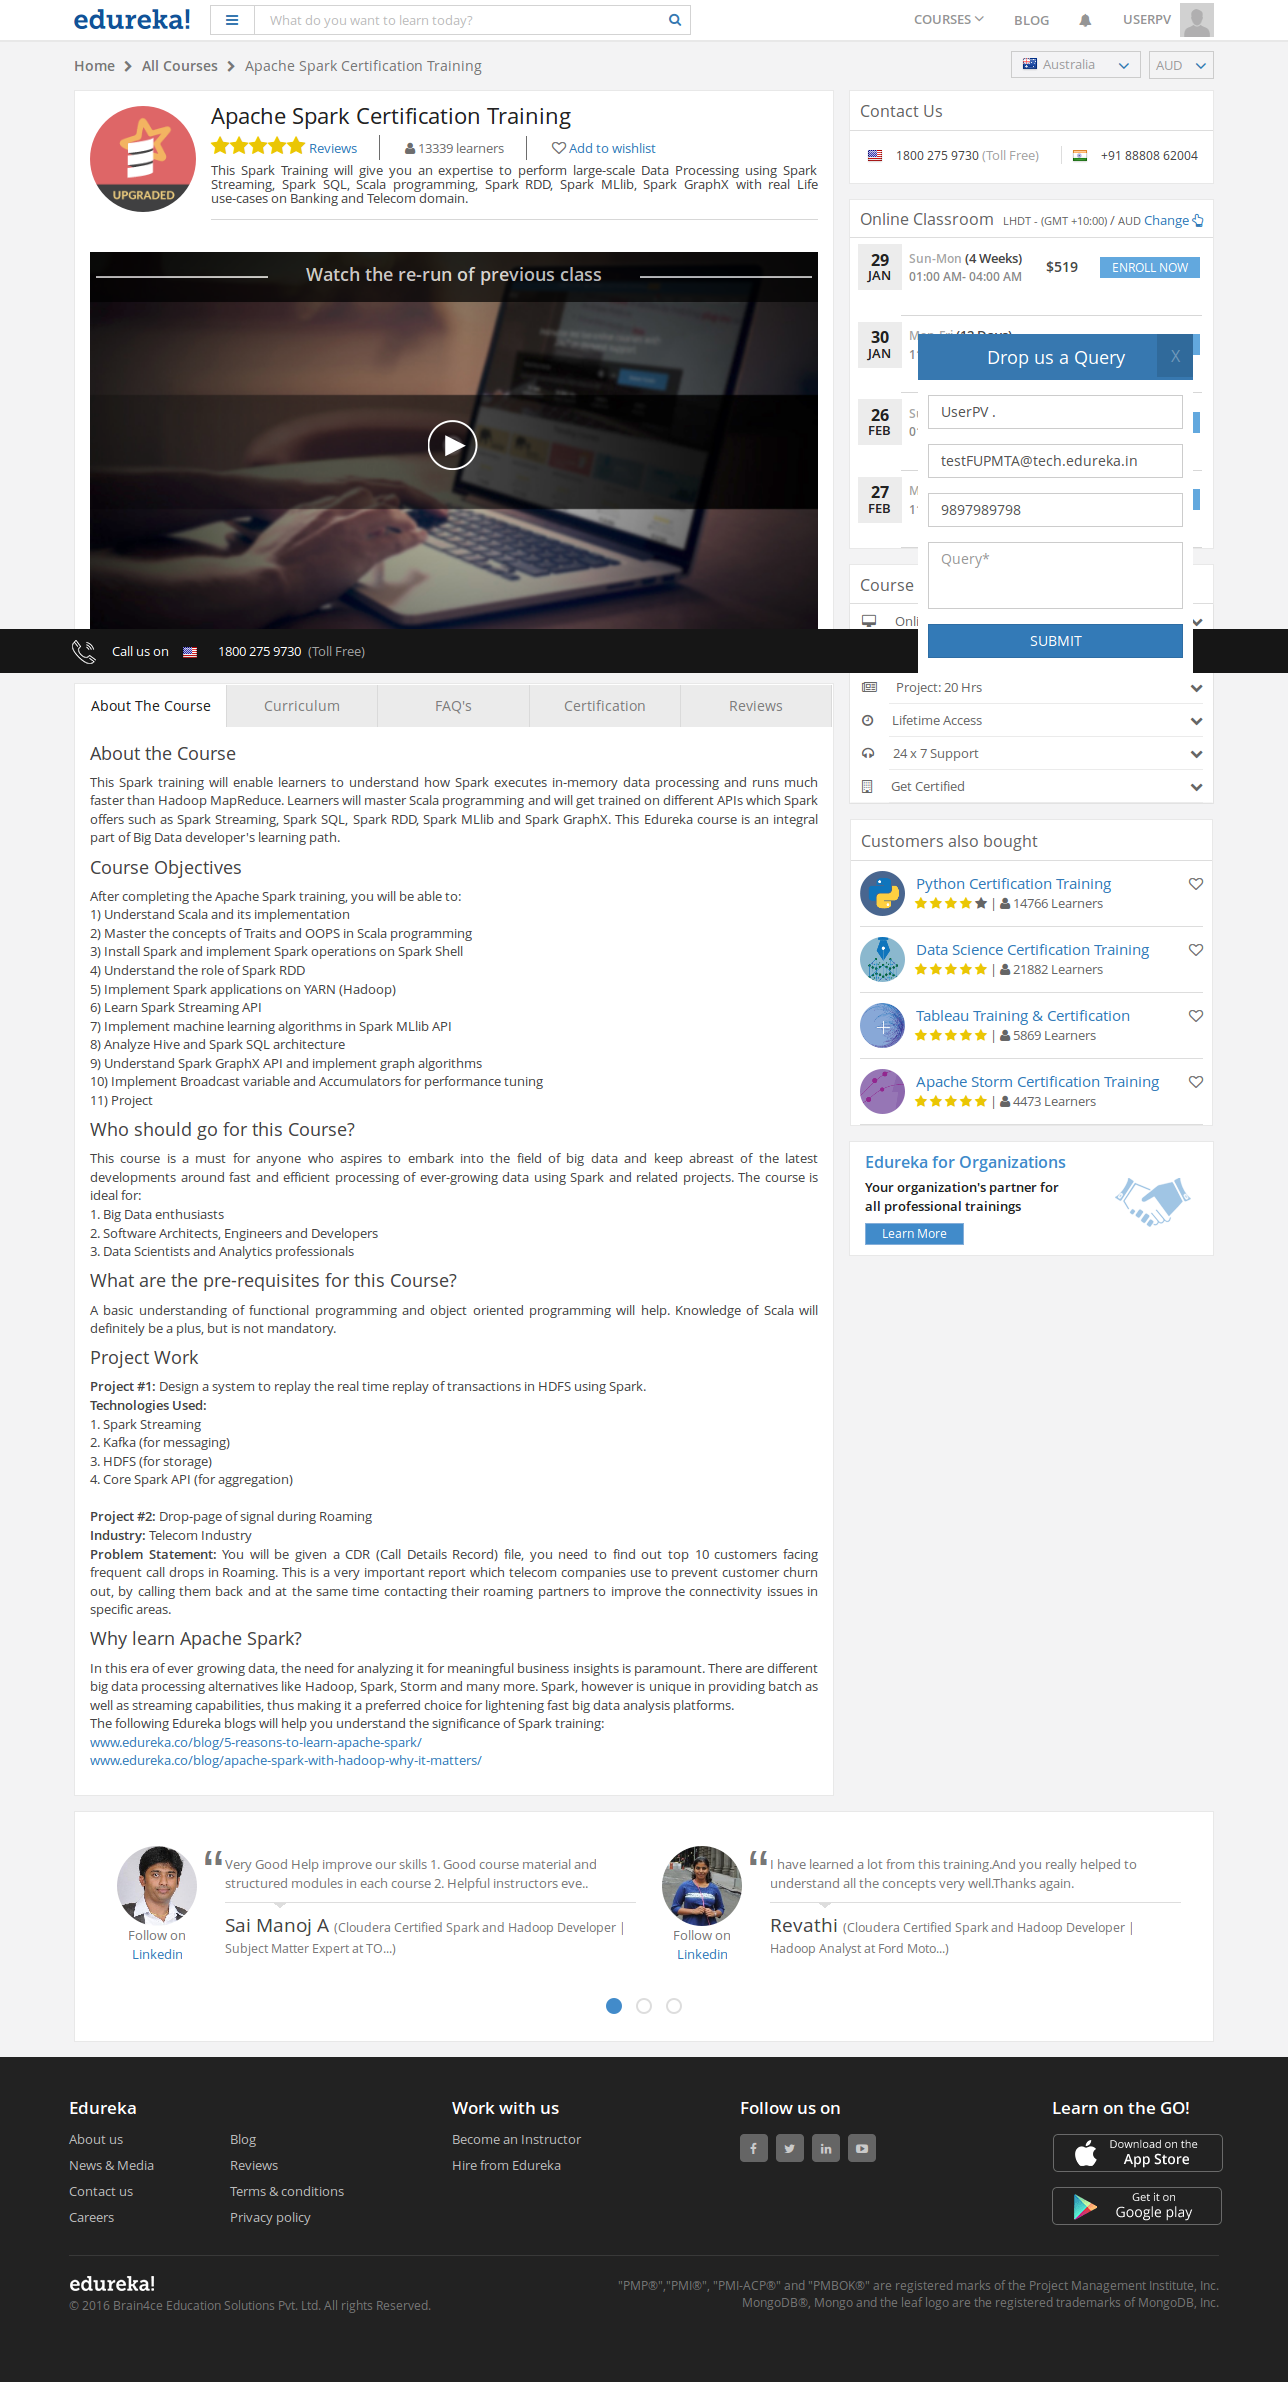 edureka!
What do you want to learn today?
COURSES
BLOG
USERPV
Home
All Courses
Apache Spark Certification Training
Australia
AUD
UPGRADED
Apache Spark Certification Training
Reviews
13339 learners
Add to wishlist
This Spark Training will give you an expertise to perform large-scale Data Processing using Spark
Streaming, Spark SQL, Scala programming, Spark RDD, Spark MLlib, Spark GraphX with real Life
use-cases on Banking and Telecom domain.
Watch the re-run of previous class
Contact Us
1800 275 9730 (Toll Free)
+91 88808 62004
Online Classroom LHDT - (GMT +10:00) / AUD Change
29
JAN
Sun-Mon (4 Weeks)
01:00 AM- 04:00 AM
$519
ENROLL NOW
30
JAN
26
FEB
27
FEB
Drop us a Query
X
UserPV .
testFUPMTA@tech.edureka.in
9897989798
Query*
SUBMIT
Call us on
1800 275 9730 (Toll Free)
Course
Project: 20 Hrs
Lifetime Access
24 x 7 Support
Get Certified
About The Course
Curriculum
FAQ's
Certification
Reviews
About the Course
This Spark training will enable learners to understand how Spark executes in-memory data processing and runs much
faster than Hadoop MapReduce. Learners will master Scala programming and will get trained on different APIs which Spark
offers such as Spark Streaming, Spark SQL, Spark RDD, Spark MLlib and Spark GraphX. This Edureka course is an integral
part of Big Data developer's learning path.
Course Objectives
After completing the Apache Spark training, you will be able to:
1) Understand Scala and its implementation
2) Master the concepts of Traits and OOPS in Scala programming
3) Install Spark and implement Spark operations on Spark Shell
4) Understand the role of Spark RDD
5) Implement Spark applications on YARN (Hadoop)
6) Learn Spark Streaming API
7) Implement machine learning algorithms in Spark MLlib API
8) Analyze Hive and Spark SQL architecture
9) Understand Spark GraphX API and implement graph algorithms
10) Implement Broadcast variable and Accumulators for performance tuning
11) Project
Who should go for this Course?
This course is a must for anyone who aspires to embark into the field of big data and keep abreast of the latest
developments around fast and efficient processing of ever-growing data using Spark and related projects. The course is
ideal for:
1. Big Data enthusiasts
2. Software Architects, Engineers and Developers
3. Data Scientists and Analytics professionals
What are the pre-requisites for this Course?
A basic understanding of functional programming and object oriented programming will help. Knowledge of Scala will
definitely be a plus, but is not mandatory.
Project Work
Project #1: Design a system to replay the real time replay of transactions in HDFS using Spark.
Technologies Used:
1. Spark Streaming
2. Kafka (for messaging)
3. HDFS (for storage)
4. Core Spark API (for aggregation)
Project #2: Drop-page of signal during Roaming
Industry: Telecom Industry
Problem Statement: You will be given a CDR (Call Details Record) file, you need to find out top 10 customers facing
frequent call drops in Roaming. This is a very important report which telecom companies use to prevent customer churn
out, by calling them back and at the same time contacting their roaming partners to improve the connectivity issues in
specific areas.
Why learn Apache Spark?
In this era of ever growing data, the need for analyzing it for meaningful business insights is paramount. There are different
big data processing alternatives like Hadoop, Spark, Storm and many more. Spark, however is unique in providing batch as
well as streaming capabilities, thus making it a preferred choice for lightening fast big data analysis platforms.
The following Edureka blogs will help you understand the significance of Spark training:
www.edureka.co/blog/5-reasons-to-learn-apache-spark/
www.edureka.co/blog/apache-spark-with-hadoop-why-it-matters/
Customers also bought
Python Certification Training
| 14766 Learners
Data Science Certification Training
| 21882 Learners
Tableau Training & Certification
| 5869 Learners
Apache Storm Certification Training
| 4473 Learners
Edureka for Organizations
Your organization's partner for
all professional trainings
Learn More
“Very Good Help improve our skills 1. Good course material and
structured modules in each course 2. Helpful instructors eve..
Sai Manoj A (Cloudera Certified Spark and Hadoop Developer |
Subject Matter Expert at TO...)
Follow on
Linkedin
“I have learned a lot from this training.And you really helped to
understand all the concepts very well.Thanks again.
Revathi (Cloudera Certified Spark and Hadoop Developer |
Hadoop Analyst at Ford Moto...)
Follow on
Linkedin
Edureka
About us
News & Media
Contact us
Careers
Blog
Reviews
Terms & conditions
Privacy policy
Work with us
Become an Instructor
Hire from Edureka
Follow us on
Learn on the GO!
Download on the
App Store
Get it on
Google play
edureka!
© 2016 Brain4ce Education Solutions Pvt. Ltd. All rights Reserved.
"PMP®","PMI®", "PMI-ACP®" and "PMBOK®" are registered marks of the Project Management Institute, Inc.
MongoDB®, Mongo and the leaf logo are the registered trademarks of MongoDB, Inc.